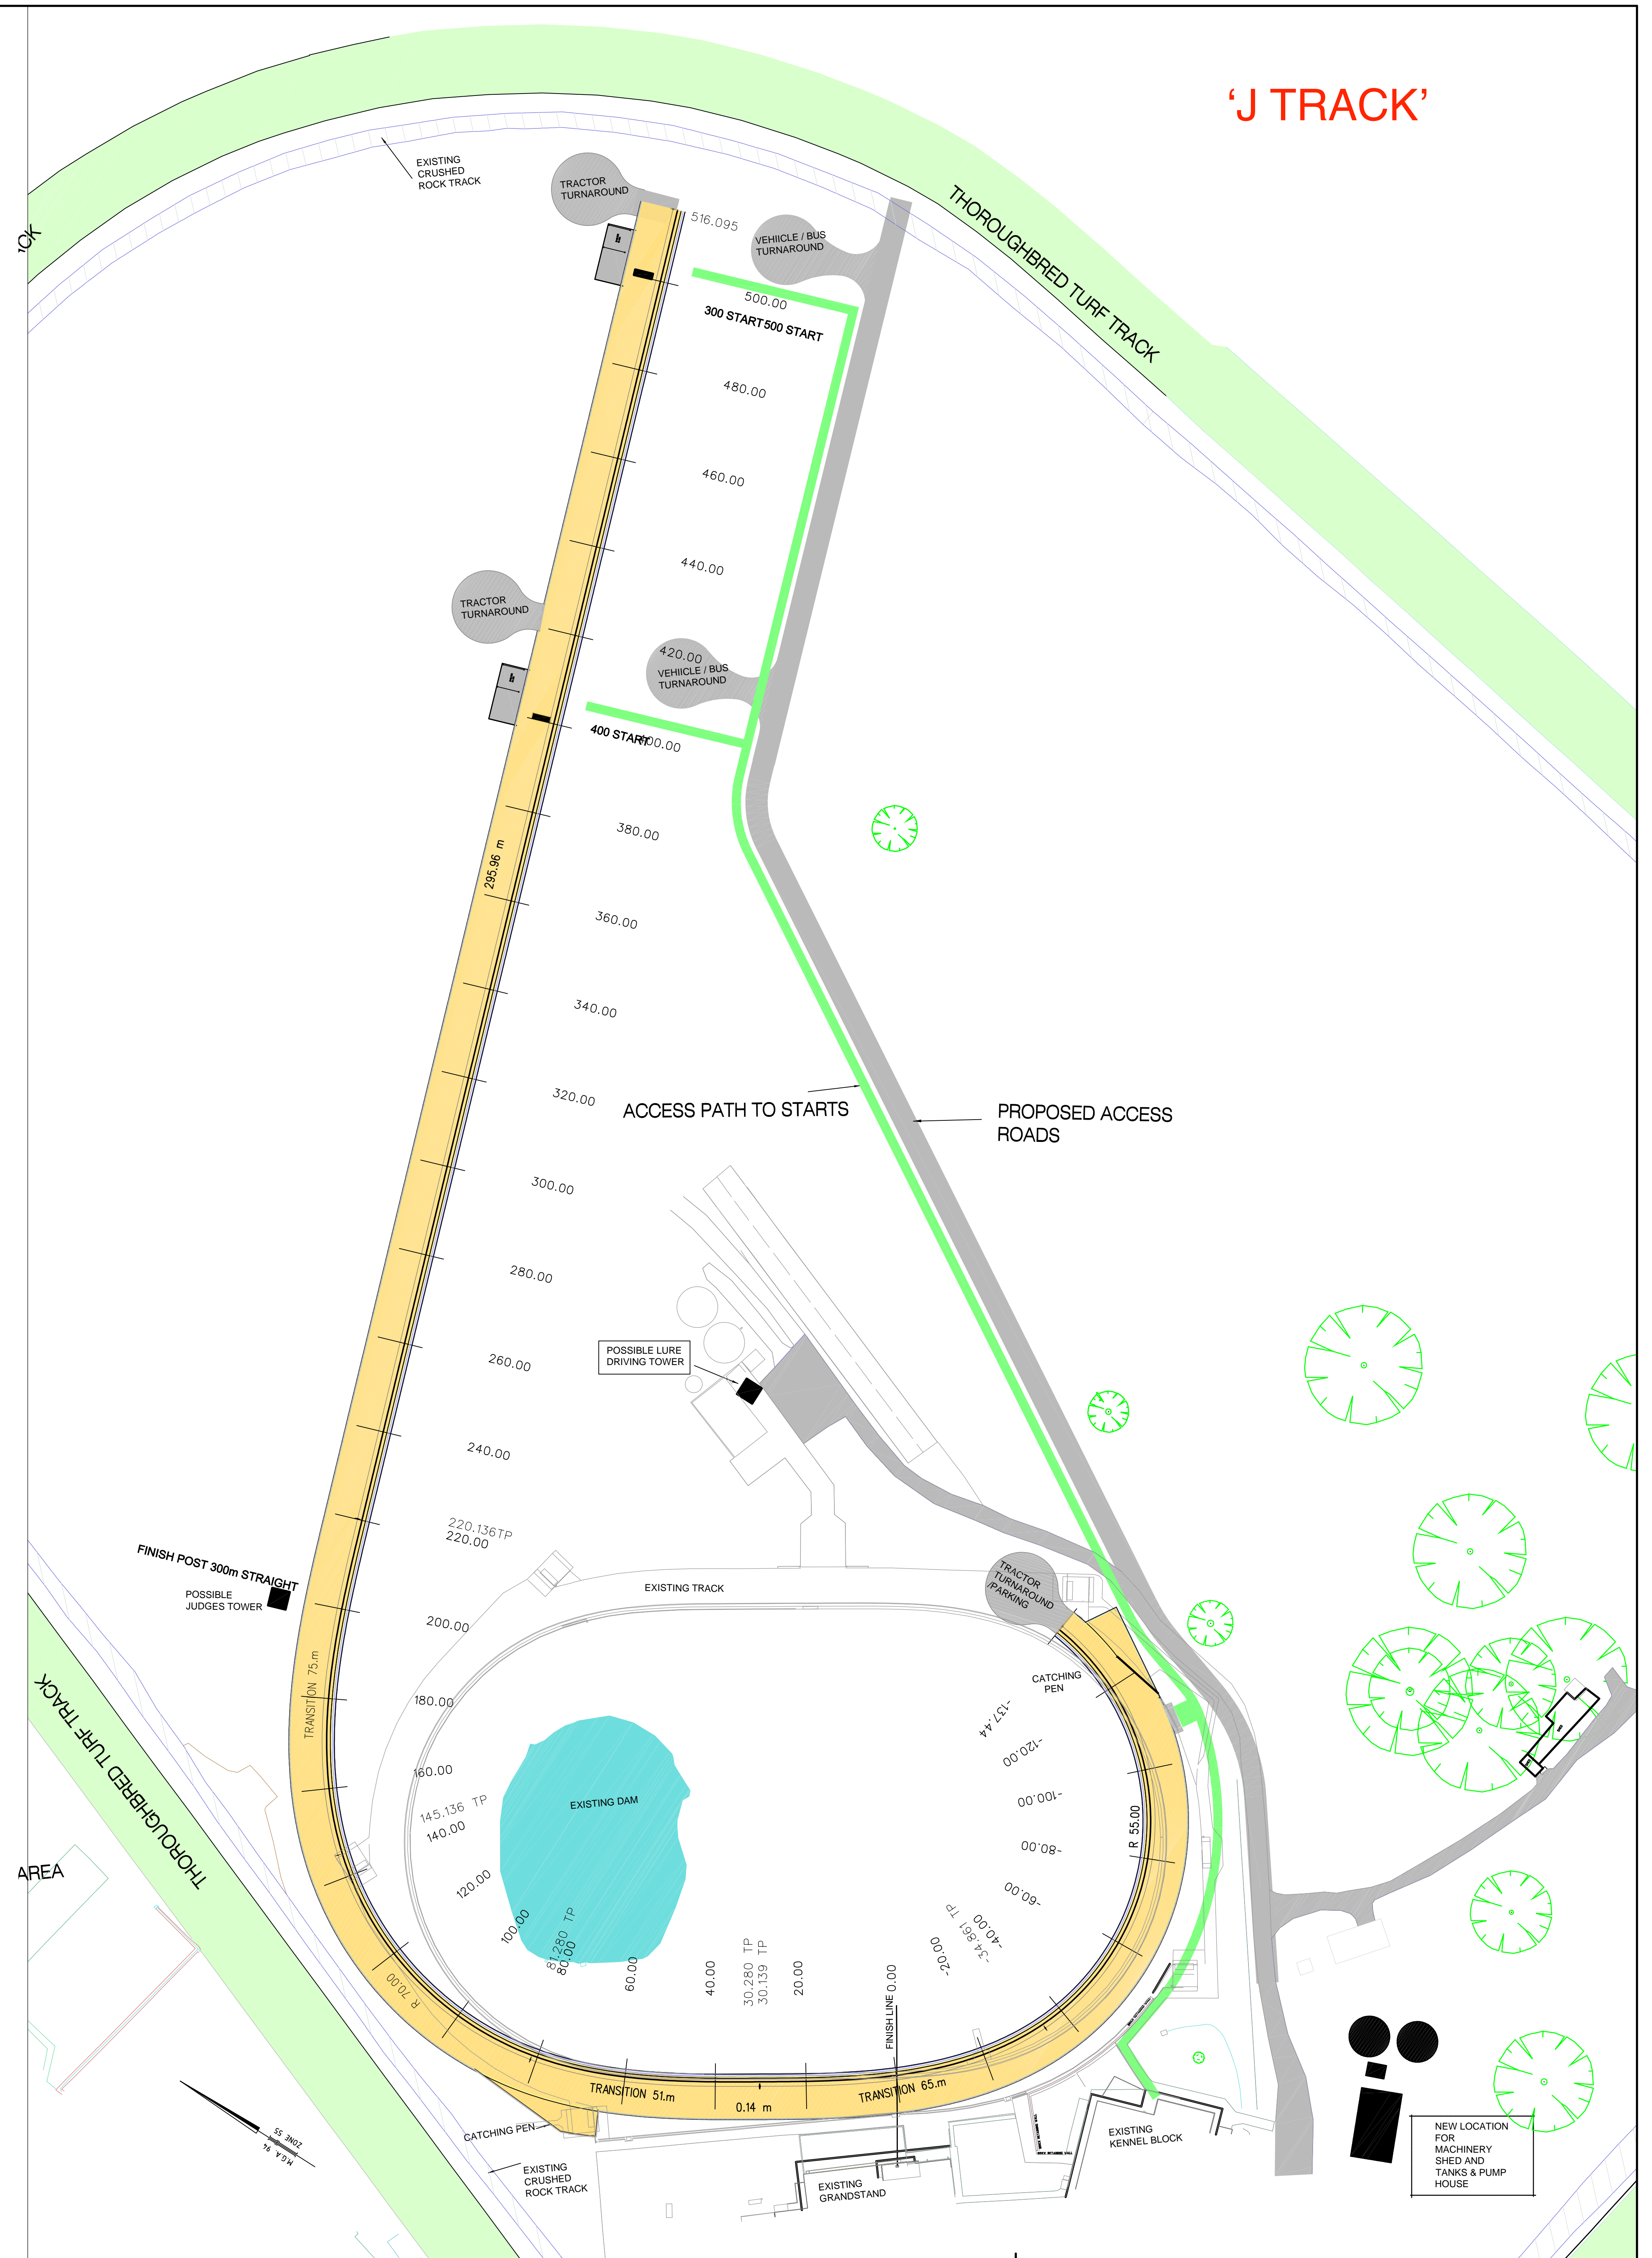 ‘J TRACK’
EXISTING
CRUSHED
ROCK TRACK
TRACTOR
TURNAROUND
516.095
VEHIICLE / BUS
TURNAROUND
THOROUGHBRED TURF TRACK
500.00
300 START
500 START
480.00
460.00
440.00
TRACTOR
TURNAROUND
420.00
VEHIICLE / BUS
TURNAROUND
400 START
400.00
380.00
295.96 m
360.00
340.00
320.00
ACCESS PATH TO STARTS
PROPOSED ACCESS
ROADS
300.00
280.00
260.00
POSSIBLE LURE
DRIVING TOWER
240.00
220.136TP
220.00
FINISH POST 300m STRAIGHT
POSSIBLE
JUDGES TOWER
EXISTING TRACK
TRACTOR
TURNAROUND
/PARKING
200.00
TRANSITION 75.m
180.00
CATCHING
PEN
-137.44
-120.00
160.00
EXISTING DAM
-100.00
145.136 TP
140.00
R 55.00
-80.00
THOROUGHBRED TURF TRACK
AREA
120.00
-60.00
100.00
81.280 TP
80.00
-40.00
-34.861 TP
-20.00
60.00
40.00
30.280 TP
30.139 TP
20.00
FINISH LINE 0.00
R 70.00
TRANSITION 51.m
0.14 m
TRANSITION 65.m
CATCHING PEN
EXISTING
CRUSHED
ROCK TRACK
EXISTING
GRANDSTAND
EXISTING
KENNEL BLOCK
NEW LOCATION
FOR
MACHINERY
SHED AND
TANKS & PUMP
HOUSE
M.G.A 94
ZONE 55